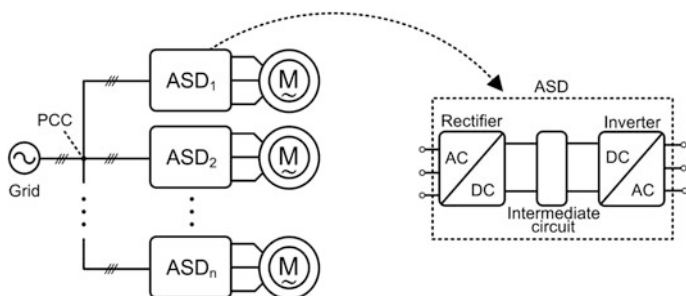 ASD₁
M
PCC
ASD₂
M
Grid
ASDₙ
M
ASD
Rectifier
Inverter
AC
DC
DC
AC
Intermediate
circuit